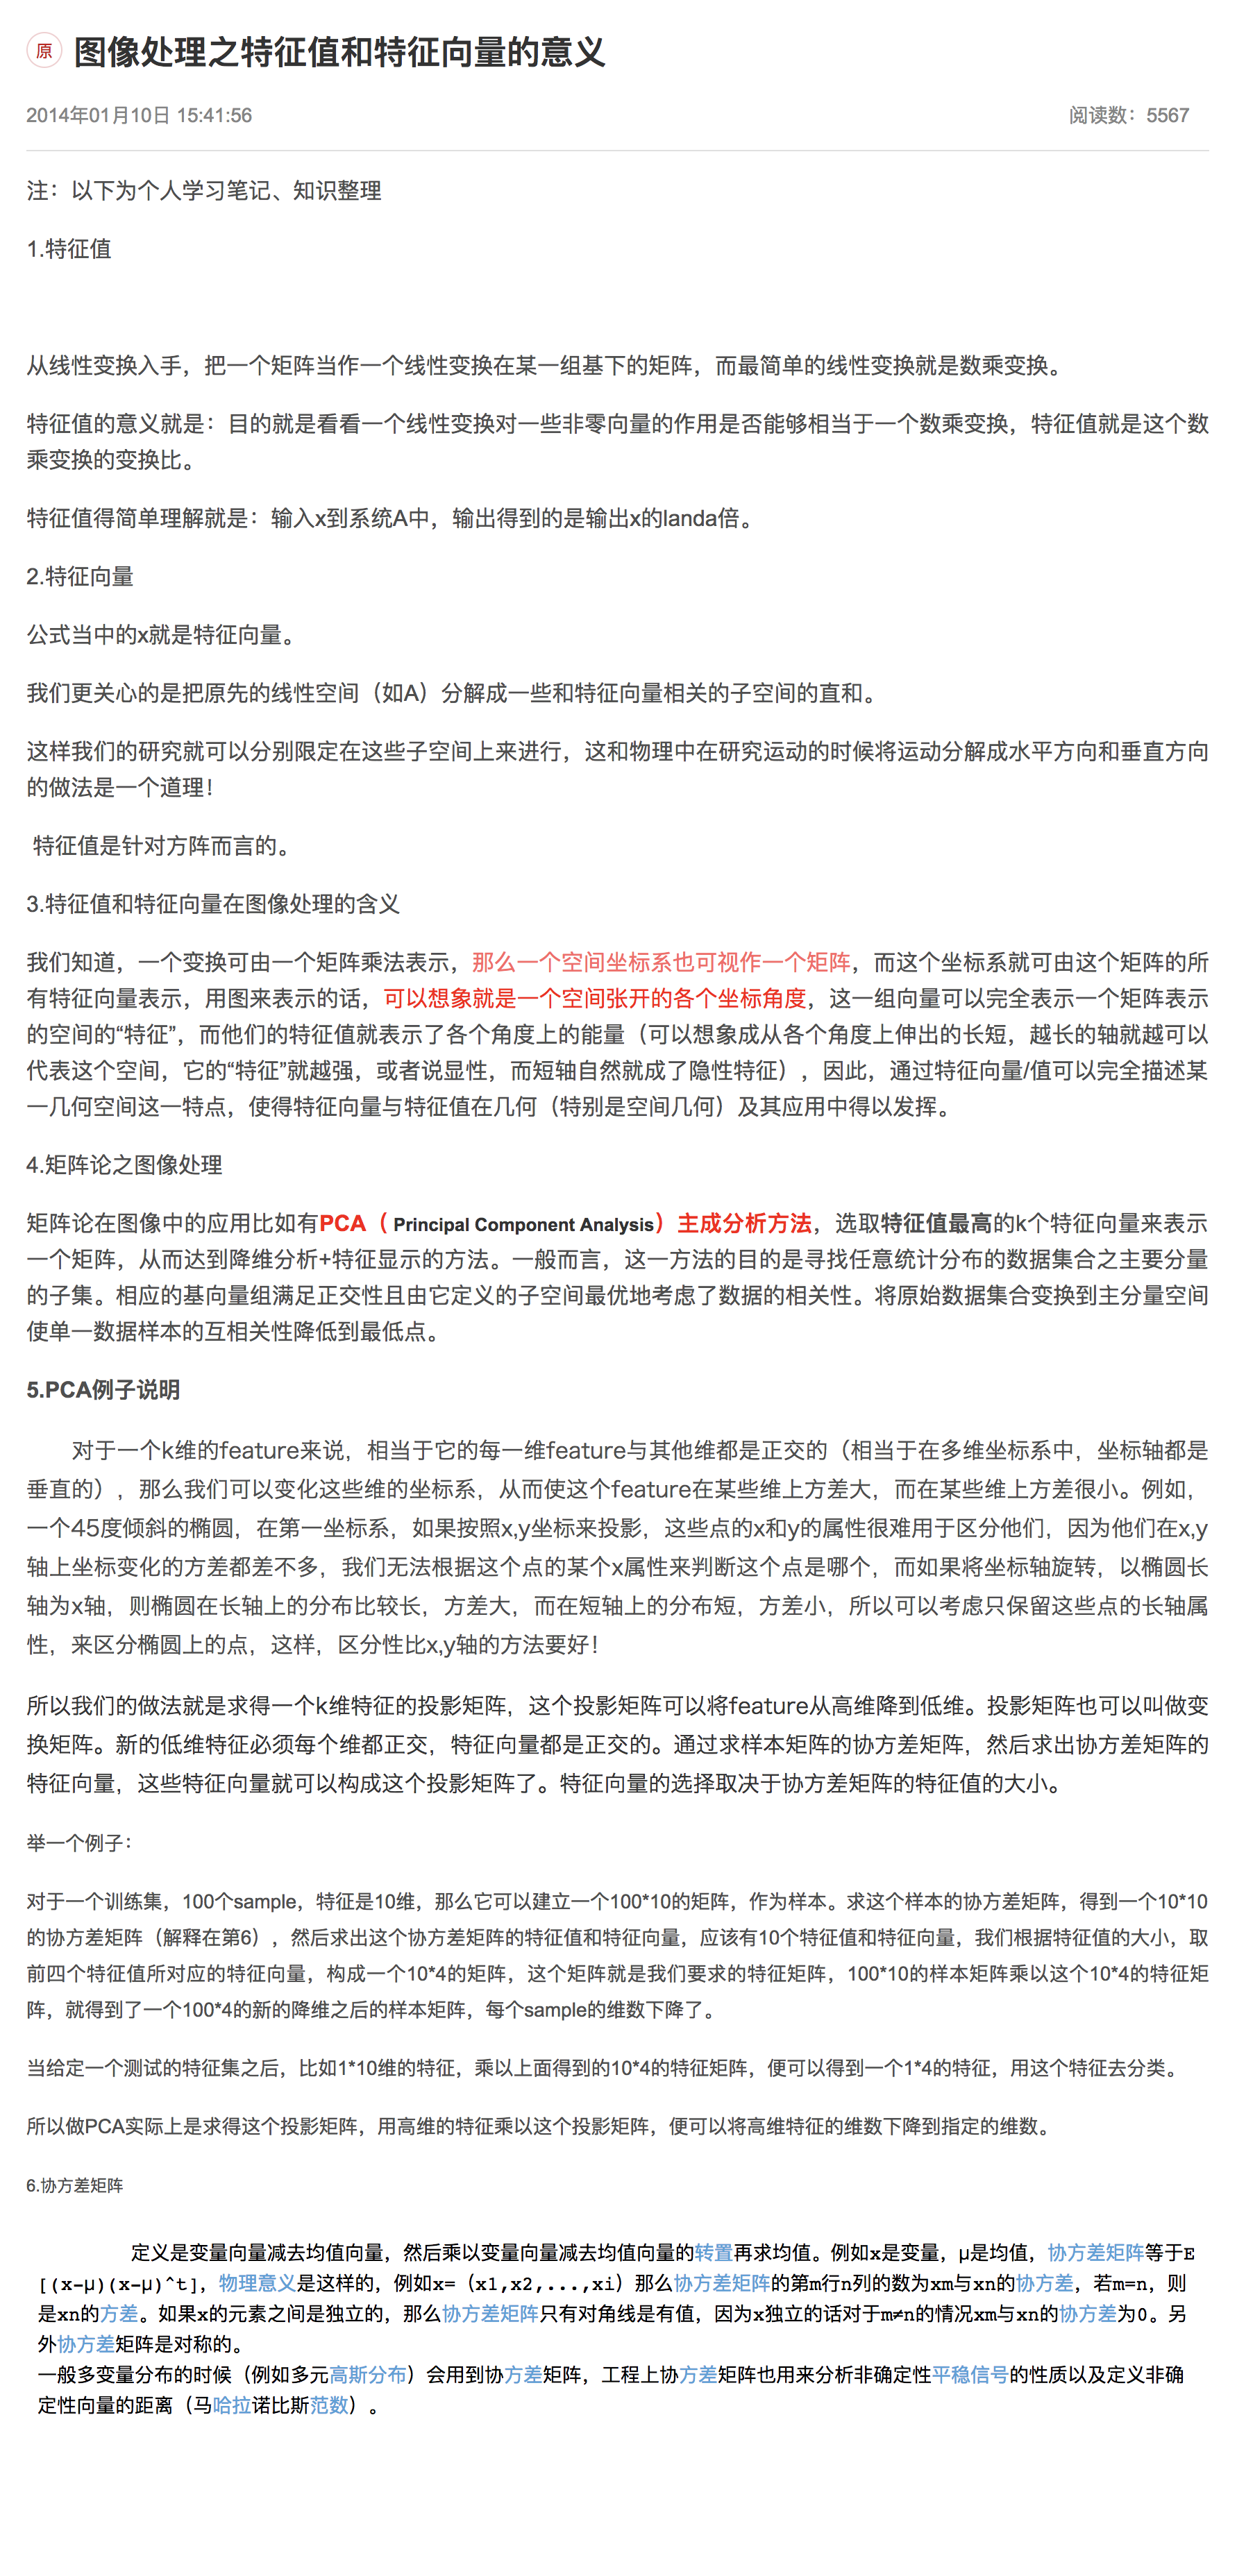 原 图像处理之特征值和特征向量的意义
2014年01月10日 15:41:56 阅读数：5567
注：以下为个人学习笔记、知识整理
1.特征值
从线性变换入手，把一个矩阵当作一个线性变换在某一组基下的矩阵，而最简单的线性变换就是数乘变换。
特征值的意义就是：目的就是看看一个线性变换对一些非零向量的作用是否能够相当于一个数乘变换，特征值就是这个数
乘变换的变换比。
特征值得简单理解就是：输入x到系统A中，输出得到的是输出x的landa倍。
2.特征向量
公式当中的x就是特征向量。
我们更关心的是把原先的线性空间（如A）分解成一些和特征向量相关的子空间的直和。
这样我们的研究就可以分别限定在这些子空间上来进行，这和物理中在研究运动的时候将运动分解成水平方向和垂直方向
的做法是一个道理！
特征值是针对方阵而言的。
3.特征值和特征向量在图像处理的含义
我们知道，一个变换可由一个矩阵乘法表示，那么一个空间坐标系也可视作一个矩阵，而这个坐标系就可由这个矩阵的所
有特征向量表示，用图来表示的话，可以想象就是一个空间张开的各个坐标角度，这一组向量可以完全表示一个矩阵表示
的空间的“特征”，而他们的特征值就表示了各个角度上的能量（可以想象成从各个角度上伸出的长短，越长的轴就越可以
代表这个空间，它的“特征”就越强，或者说显性，而短轴自然就成了隐性特征），因此，通过特征向量/值可以完全描述某
一几何空间这一特点，使得特征向量与特征值在几何（特别是空间几何）及其应用中得以发挥。
4.矩阵论之图像处理
矩阵论在图像中的应用比如有PCA（ Principal Component Analysis）主成分析方法，选取特征值最高的k个特征向量来表示
一个矩阵，从而达到降维分析+特征显示的方法。一般而言，这一方法的目的是寻找任意统计分布的数据集合之主要分量
的子集。相应的基向量组满足正交性且由它定义的子空间最优地考虑了数据的相关性。将原始数据集合变换到主分量空间
使单一数据样本的互相关性降低到最低点。
5.PCA例子说明
对于一个k维的feature来说，相当于它的每一维feature与其他维都是正交的（相当于在多维坐标系中，坐标轴都是
垂直的），那么我们可以变化这些维的坐标系，从而使这个feature在某些维上方差大，而在某些维上方差很小。例如，
一个45度倾斜的椭圆，在第一坐标系，如果按照x,y坐标来投影，这些点的x和y的属性很难用于区分他们，因为他们在x,y
轴上坐标变化的方差都差不多，我们无法根据这个点的某个x属性来判断这个点是哪个，而如果将坐标轴旋转，以椭圆长
轴为x轴，则椭圆在长轴上的分布比较长，方差大，而在短轴上的分布短，方差小，所以可以考虑只保留这些点的长轴属
性，来区分椭圆上的点，这样，区分性比x,y轴的方法要好！
所以我们的做法就是求得一个k维特征的投影矩阵，这个投影矩阵可以将feature从高维降到低维。投影矩阵也可以叫做变
换矩阵。新的低维特征必须每个维都正交，特征向量都是正交的。通过求样本矩阵的协方差矩阵，然后求出协方差矩阵的
特征向量，这些特征向量就可以构成这个投影矩阵了。特征向量的选择取决于协方差矩阵的特征值的大小。
举一个例子：
对于一个训练集，100个sample，特征是10维，那么它可以建立一个100*10的矩阵，作为样本。求这个样本的协方差矩阵，得到一个10*10
的协方差矩阵（解释在第6），然后求出这个协方差矩阵的特征值和特征向量，应该有10个特征值和特征向量，我们根据特征值的大小，取
前四个特征值所对应的特征向量，构成一个10*4的矩阵，这个矩阵就是我们要求的特征矩阵，100*10的样本矩阵乘以这个10*4的特征矩
阵，就得到了一个100*4的新的降维之后的样本矩阵，每个sample的维数下降了。
当给定一个测试的特征集之后，比如1*10维的特征，乘以上面得到的10*4的特征矩阵，便可以得到一个1*4的特征，用这个特征去分类。
所以做PCA实际上是求得这个投影矩阵，用高维的特征乘以这个投影矩阵，便可以将高维特征的维数下降到指定的维数。
6.协方差矩阵
定义是变量向量减去均值向量，然后乘以变量向量减去均值向量的转置再求均值。例如x是变量，μ是均值，协方差矩阵等于E
[(x-μ)(x-μ)^t]，物理意义是这样的，例如x=（x1,x2,...,xi）那么协方差矩阵的第m行n列的数为xm与xn的协方差，若m=n，则
是xn的方差。如果x的元素之间是独立的，那么协方差矩阵只有对角线是有值，因为x独立的话对于m≠n的情况xm与xn的协方差为0。另
外协方差矩阵是对称的。
一般多变量分布的时候（例如多元高斯分布）会用到协方差矩阵，工程上协方差矩阵也用来分析非确定性平稳信号的性质以及定义非确
定性向量的距离（马哈拉诺比斯范数）。